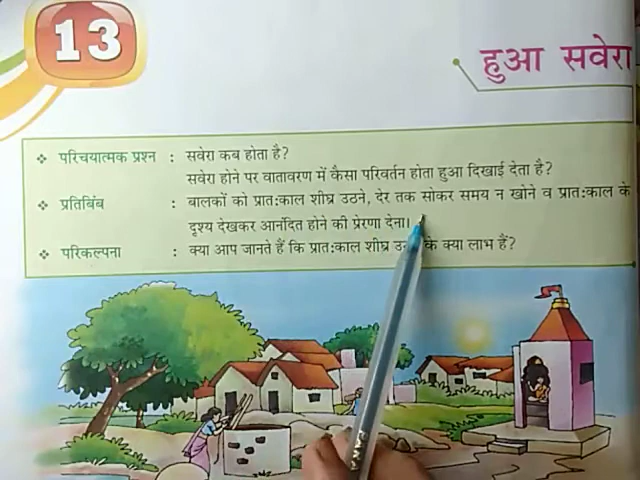 13
हुआ सवेरा
❖ परिचयात्मक प्रश्न : सवेरा कब होता है?
सवेरा होने पर वातावरण में कैसा परिवर्तन होता हुआ दिखाई देता है?
❖ प्रतिबिंब : बालकों को प्रात:काल शीघ्र उठने, देर तक सोकर समय न खोने व प्रात:काल के
दृश्य देखकर आनंदित होने की प्रेरणा देना।
❖ परिकल्पना : क्या आप जानते हैं कि प्रात:काल शीघ्र के क्या लाभ हैं?